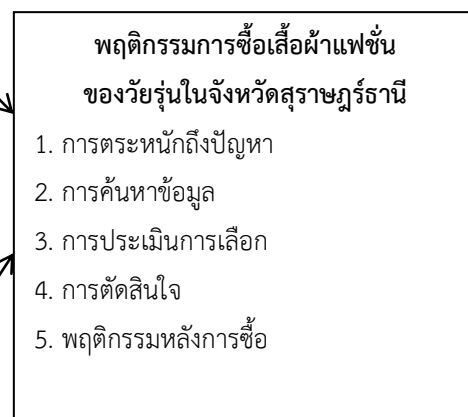 พฤติกรรมการซื้อเสื้อผ้าแฟชั่น
ของวัยรุ่นในจังหวัดสุราษฎร์ธานี
1. การตระหนักถึงปัญหา
2. การค้นหาข้อมูล
3. การประเมินการเลือก
4. การตัดสินใจ
5. พฤติกรรมหลังการซื้อ